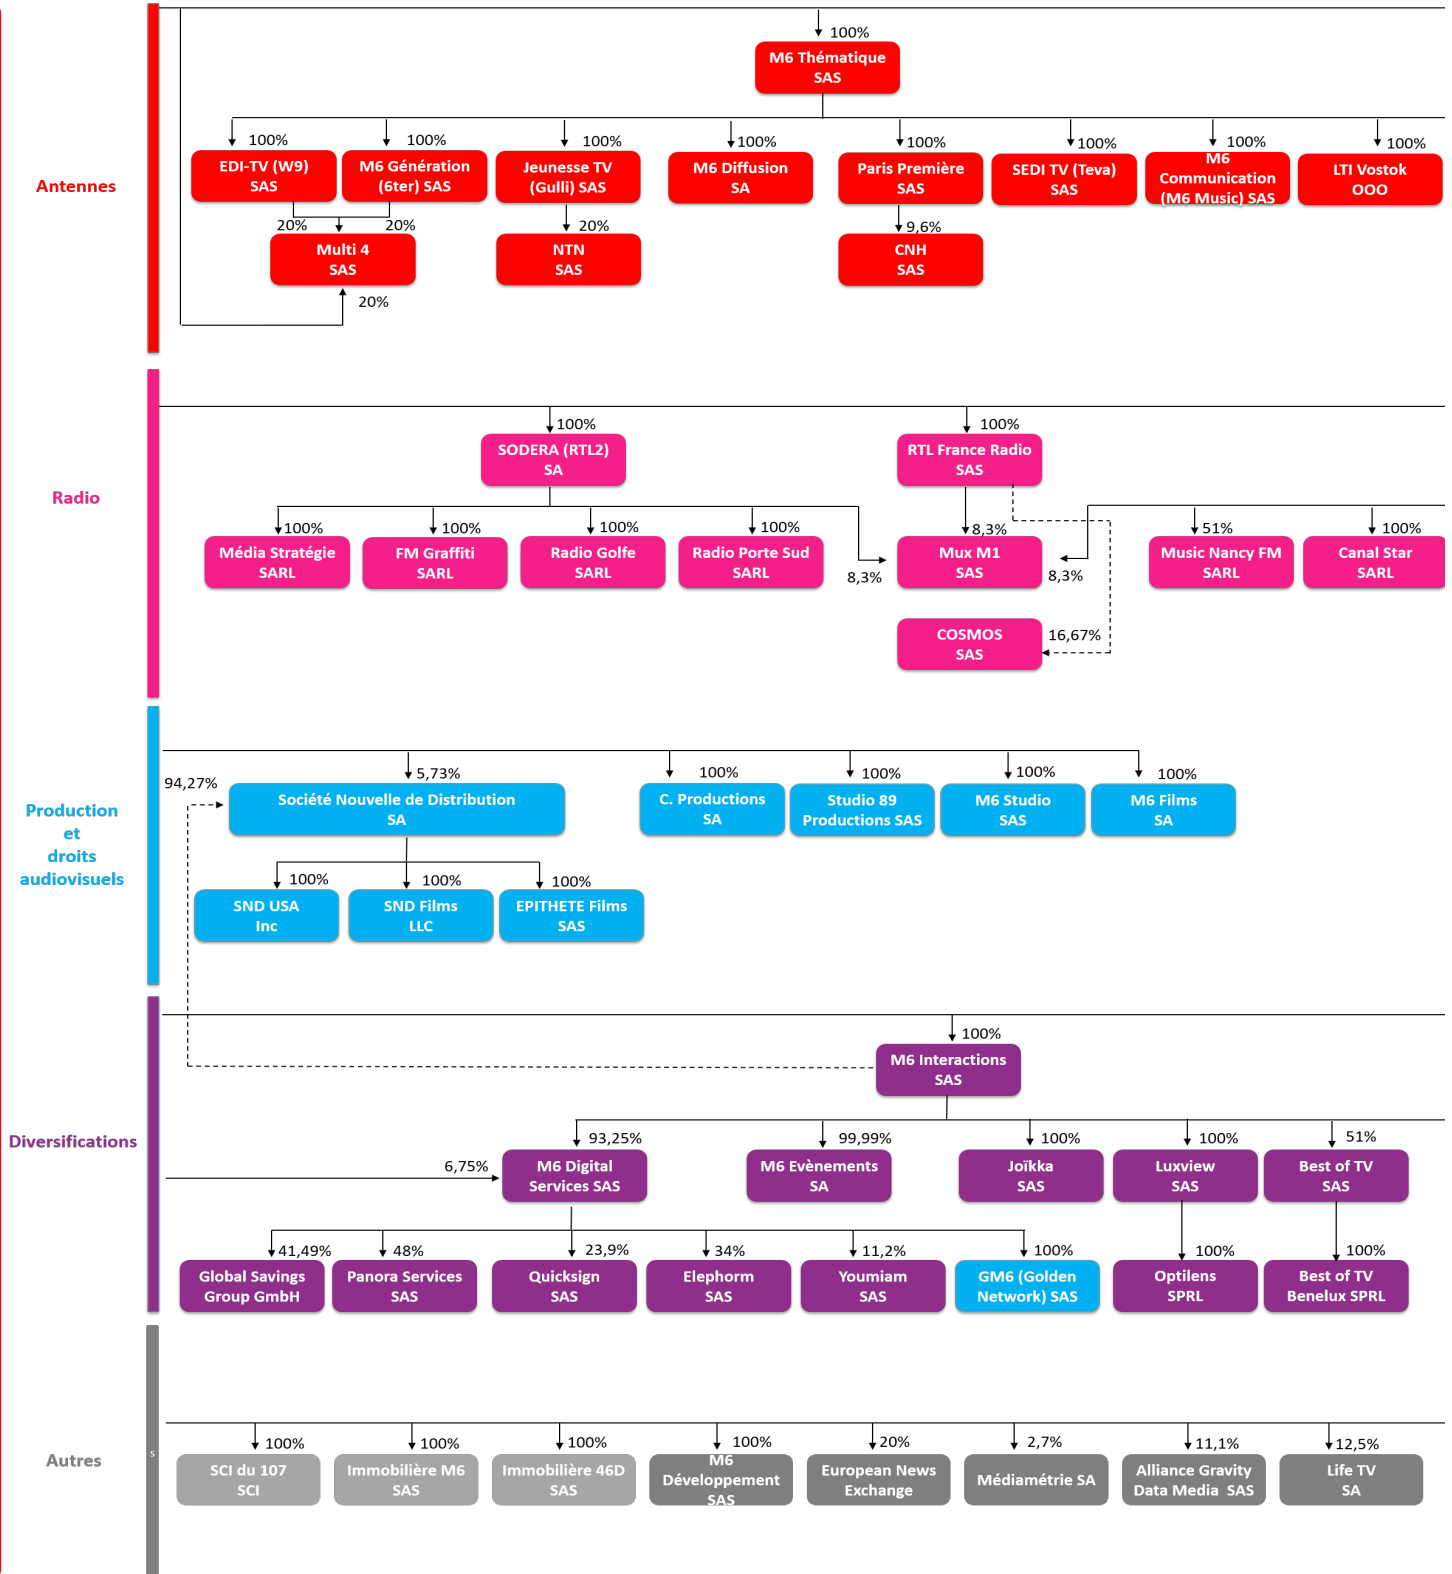 100%
M6 Thématique
SAS
100%
100%
100%
100%
100%
100%
100%
100%
Antennes
EDI-TV (W9)
SAS
M6 Génération
(6ter) SAS
Jeunesse TV
(Gulli) SAS
M6 Diffusion
SA
Paris Première
SAS
SEDI TV (Teva)
SAS
M6
Communication
(M6 Music) SAS
LTI Vostok
OOO
20%
20%
20%
9,6%
Multi 4
SAS
NTN
SAS
CNH
SAS
20%
100%
100%
SODERA (RTL2)
SA
RTL France Radio
SAS
Radio
100%
100%
100%
100%
8,3%
51%
100%
Média Stratégie
SARL
FM Graffiti
SARL
Radio Golfe
SARL
Radio Porte Sud
SARL
8,3%
Mux M1
SAS
8,3%
Music Nancy FM
SARL
Canal Star
SARL
COSMOS
SAS
16,67%
94,27%
5,73%
100%
100%
100%
100%
Production
et
droits
audiovisuels
Société Nouvelle de Distribution
SA
C. Productions
SA
Studio 89
Productions SAS
M6 Studio
SAS
M6 Films
SA
100%
100%
100%
SND USA
Inc
SND Films
LLC
EPITHETE Films
SAS
100%
M6 Interactions
SAS
Diversifications
93,25%
99,99%
100%
100%
51%
6,75%
M6 Digital
Services SAS
M6 Evènements
SA
Joïkka
SAS
Luxview
SAS
Best of TV
SAS
41,49%
48%
23,9%
34%
11,2%
100%
100%
100%
Global Savings
Group GmbH
Panora Services
SAS
Quicksign
SAS
Elephorm
SAS
Youmiam
SAS
GM6 (Golden
Network) SAS
Optilens
SPRL
Best of TV
Benelux SPRL
Autres
s
100%
100%
100%
100%
20%
2,7%
11,1%
12,5%
SCI du 107
SCI
Immobilière M6
SAS
Immobilière 46D
SAS
M6
Développement
SAS
European News
Exchange
Médiamétrie SA
Alliance Gravity
Data Media  SAS
Life TV
SA